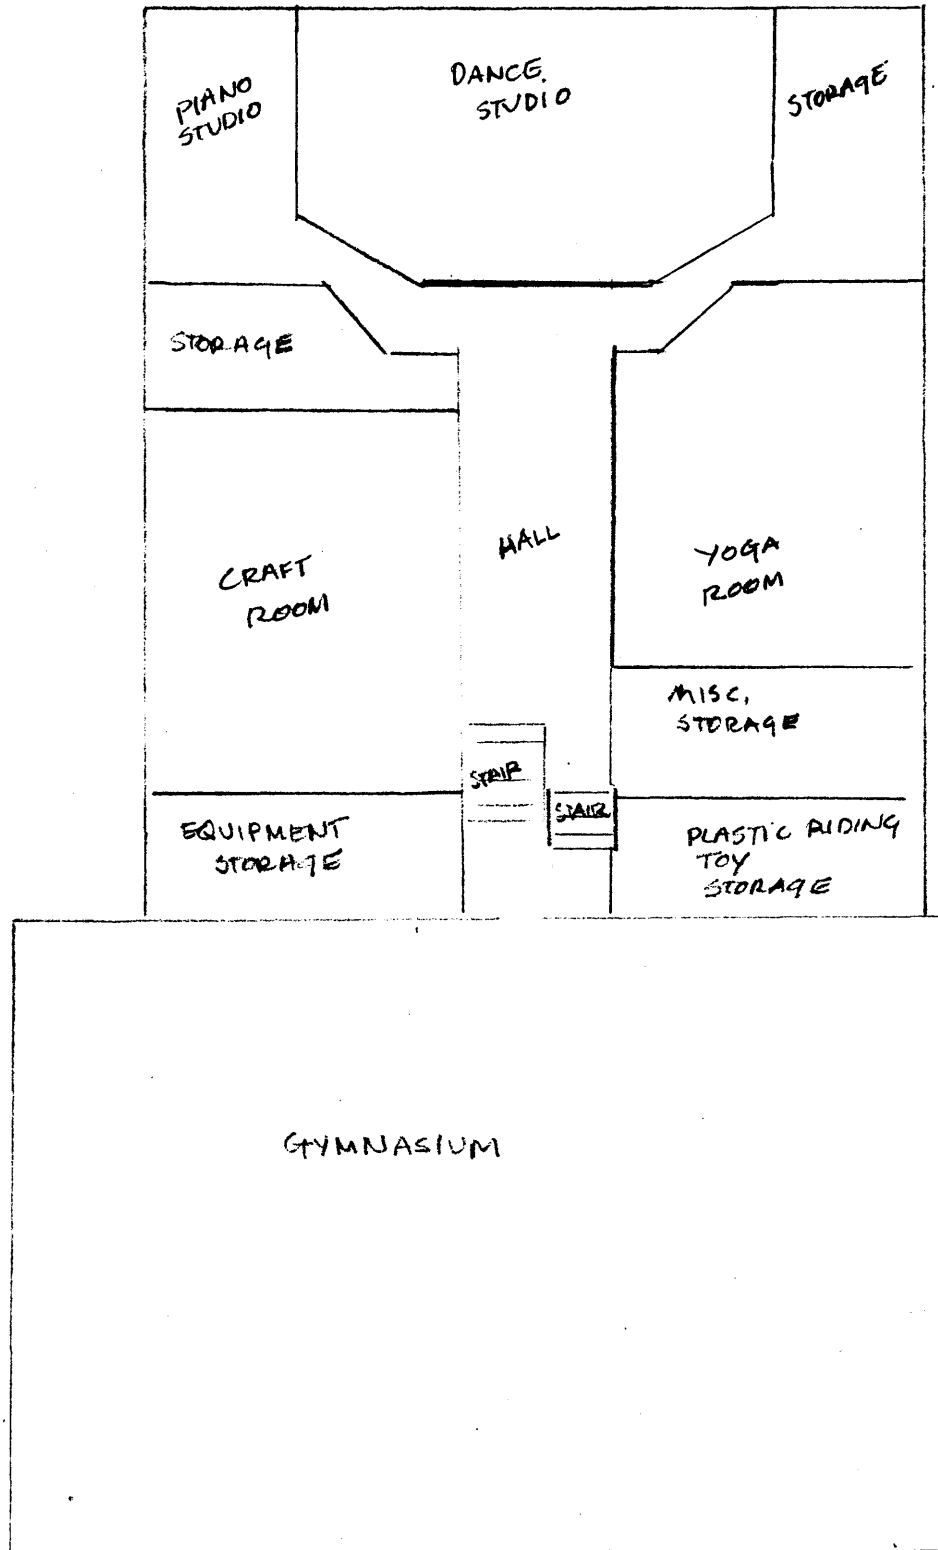 PIANO
STUDIO
DANCE.
STUDIO
STORAGE
STORAGE
CRAFT
ROOM
HALL
YOGA
ROOM
MISC.
STORAGE
STAIR
STAIR
EQUIPMENT
STORAGE
PLASTIC RIDING
TOY
STORAGE
GYMNASIUM